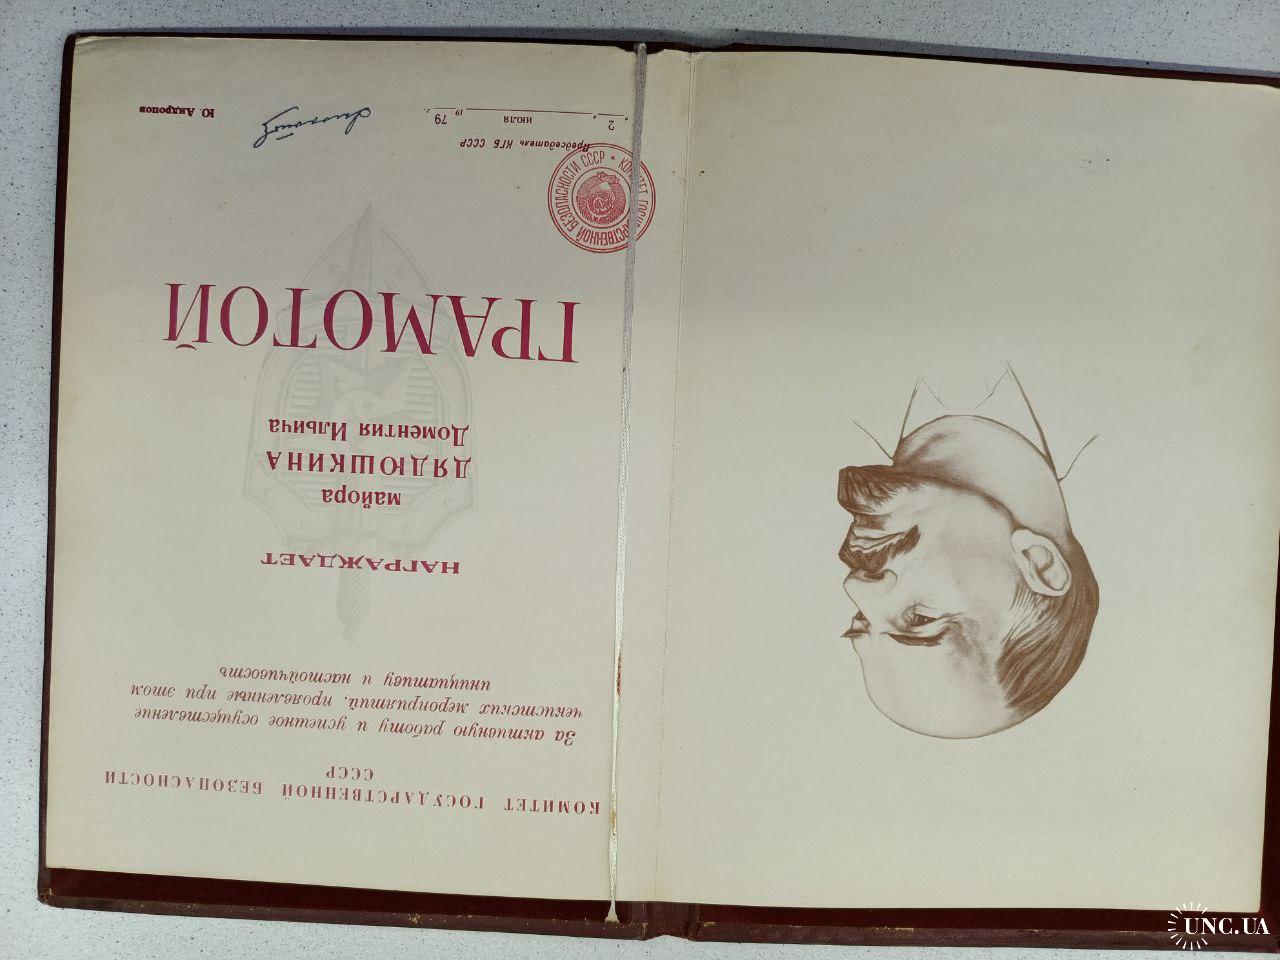 КОМИТЕТ ГОСУДАРСТВЕННОЙ БЕЗОПАСНОСТИ
СССР
За активную работу и успешное осуществление
чекистских мероприятий, проявленные при этом
инициативу и настойчивость
НАГРАЖДАЕТ
майора
ДЯДЮШКИНА
Доментия Ильича
ГРАМОТОЙ
КОМИТЕТ ГОСУДАРСТВЕННОЙ БЕЗОПАСНОСТИ СССР *
Председатель КГБ СССР
"2" июля 1979 г.
Ю. Андропов
UNC.UA